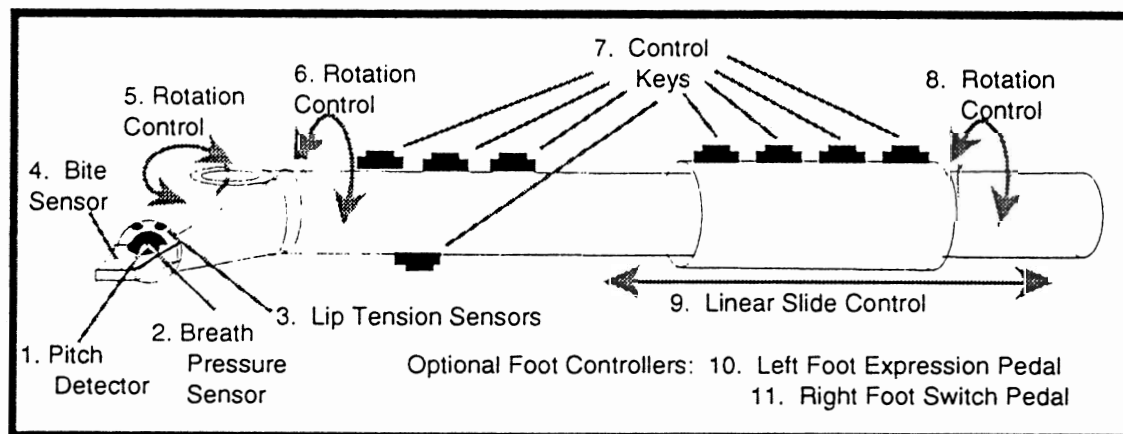 7. Control
Keys
6. Rotation
Control
8. Rotation
Control
5. Rotation
Control
4. Bite
Sensor
9. Linear Slide Control
3. Lip Tension Sensors
2. Breath
Pressure
Sensor
1. Pitch
Detector
Optional Foot Controllers: 10. Left Foot Expression Pedal
11. Right Foot Switch Pedal